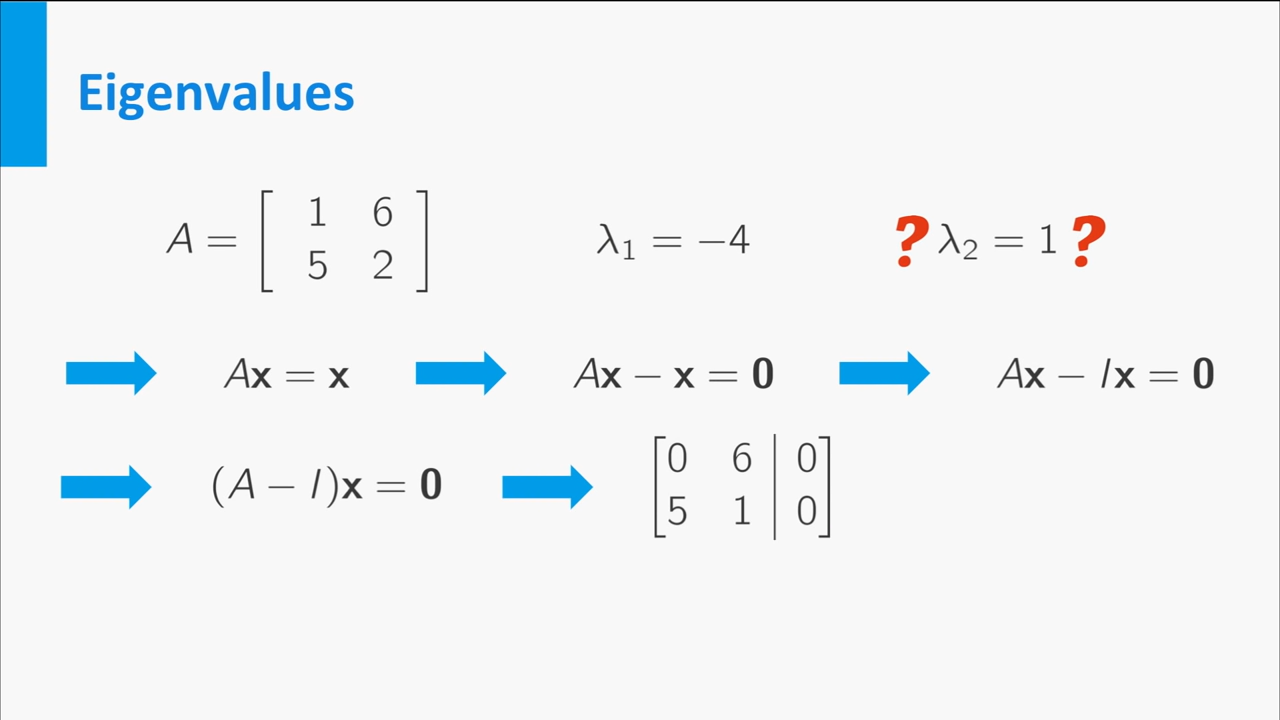 Eigenvalues
A = [ 1 6
5 2 ]
λ₁ = −4
? λ₂ = 1 ?
Ax = x
Ax − x = 0
Ax − Ix = 0
(A − I)x = 0
[ 0 6 | 0
5 1 | 0 ]